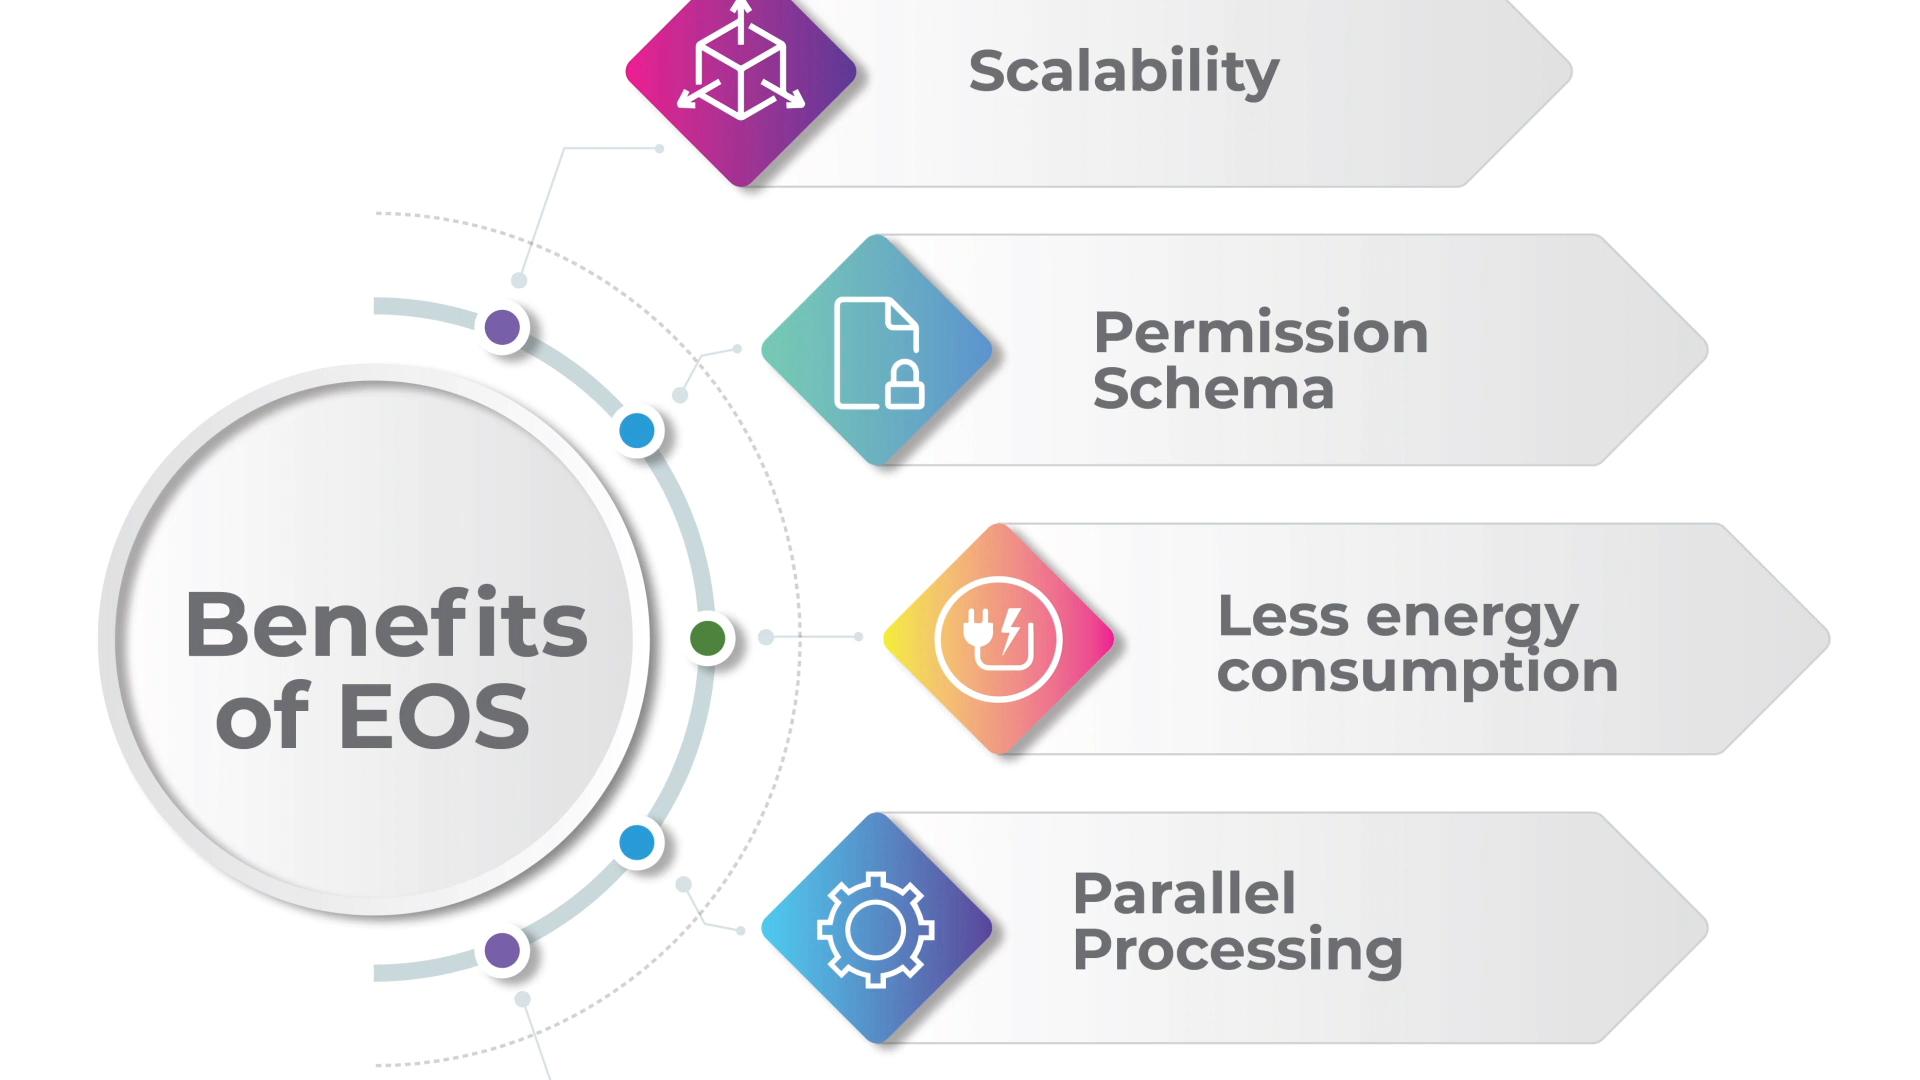 Benefits
of EOS
Scalability
Permission
Schema
Less energy
consumption
Parallel
Processing